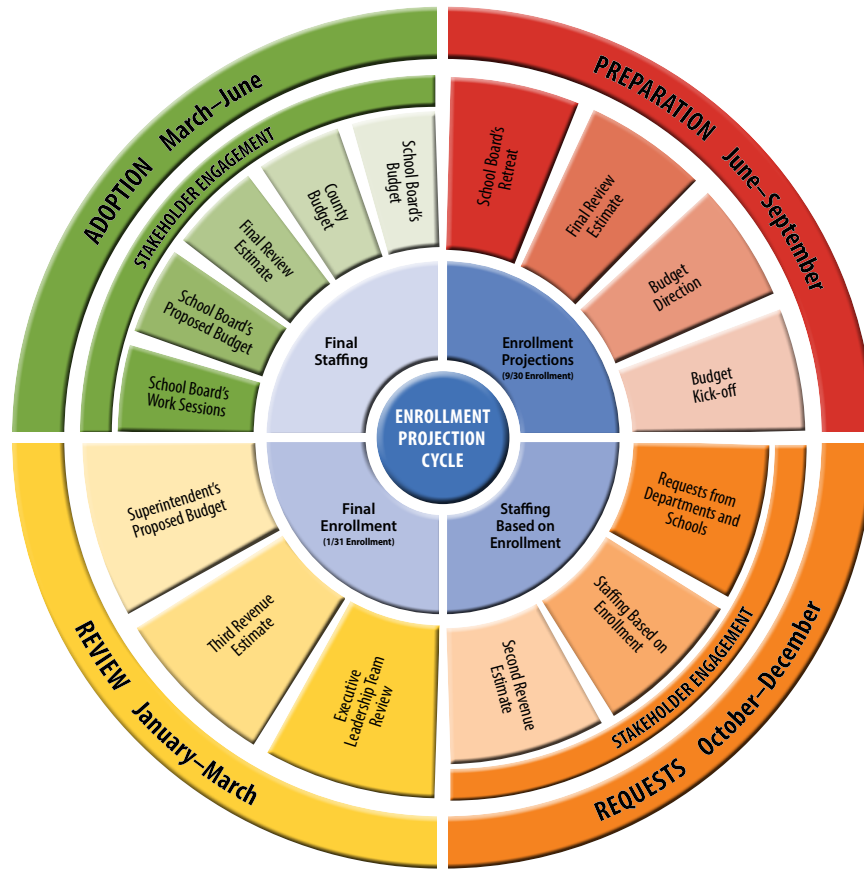 PREPARATION June–September
School Board's
Retreat
Final Review
Estimate
Budget
Direction
Budget
Kick-off
REQUESTS October–December
STAKEHOLDER ENGAGEMENT
Requests from
Departments and
Schools
Staffing Based on
Enrollment
Second Revenue
Estimate
REVIEW January–March
Executive
Leadership Team
Review
Third Revenue
Estimate
Superintendent's
Proposed Budget
ADOPTION March–June
STAKEHOLDER ENGAGEMENT
School Board's
Work Sessions
School Board's
Proposed Budget
Final Review
Estimate
County
Budget
School Board's
Budget
Enrollment
Projections
(9/30 Enrollment)
Staffing
Based on
Enrollment
Final
Enrollment
(1/31 Enrollment)
Final
Staffing
ENROLLMENT
PROJECTION
CYCLE